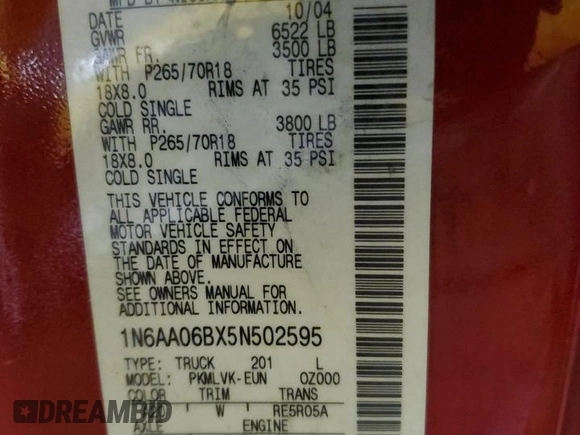 MFD BY
DATE 10/04
GVWR 6522 LB
GAWR FR. 3500 LB
WITH P265/70R18 TIRES
18X8.0 RIMS AT 35 PSI
COLD SINGLE
GAWR RR. 3800 LB
WITH P265/70R18 TIRES
18X8.0 RIMS AT 35 PSI
COLD SINGLE
THIS VEHICLE CONFORMS TO
ALL APPLICABLE FEDERAL
MOTOR VEHICLE SAFETY
STANDARDS IN EFFECT ON
THE DATE OF MANUFACTURE
SHOWN ABOVE.
SEE OWNERS MANUAL FOR
ADDITIONAL INFORMATION.
1N6AA06BX5N502595
TYPE: TRUCK 201 L
MODEL: PKMLVK-EUN OZ000
COLOR TRIM TRANS
W RE5R05A
AXLE ENGINE
DREAMBID